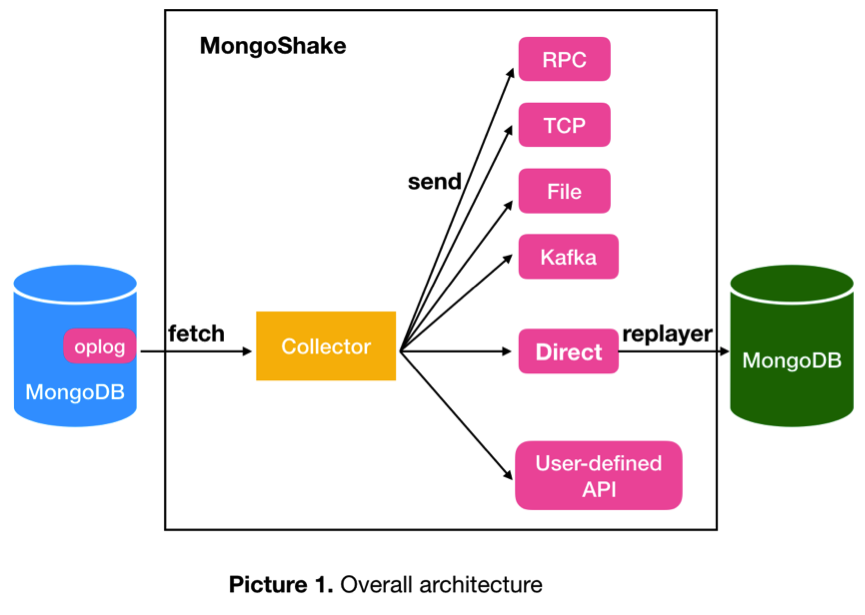 MongoShake
RPC
TCP
send
File
Kafka
oplog
MongoDB
fetch
Collector
Direct
replayer
MongoDB
User-defined
API
Picture 1. Overall architecture